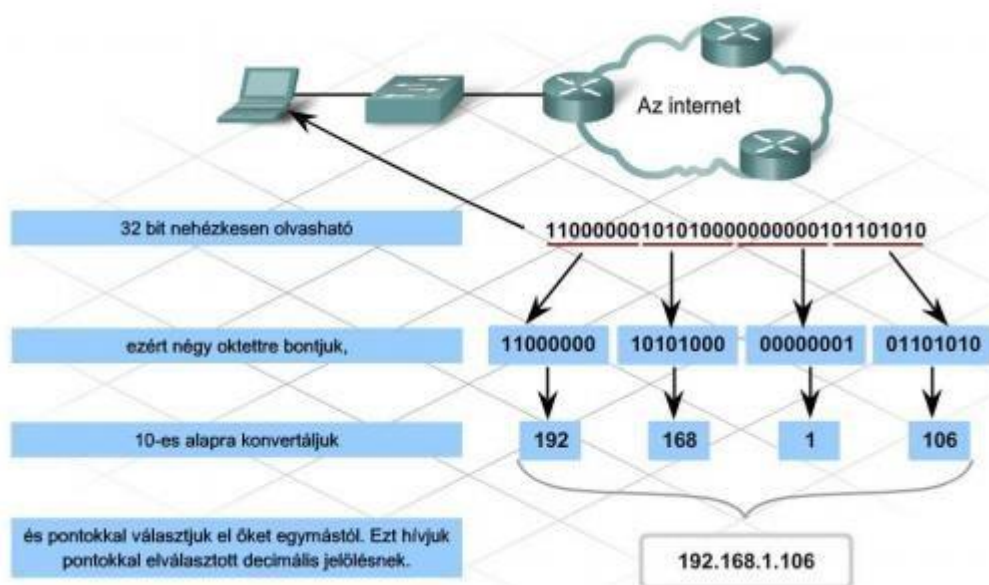 Az internet
32 bit nehézkesen olvasható
11000000101010000000000101101010
ezért négy oktettre bontjuk,
11000000 10101000 00000001 01101010
10-es alapra konvertáljuk
192 168 1 106
és pontokkal választjuk el őket egymástól. Ezt hívjuk
pontokkal elválasztott decimális jelölésnek.
192.168.1.106